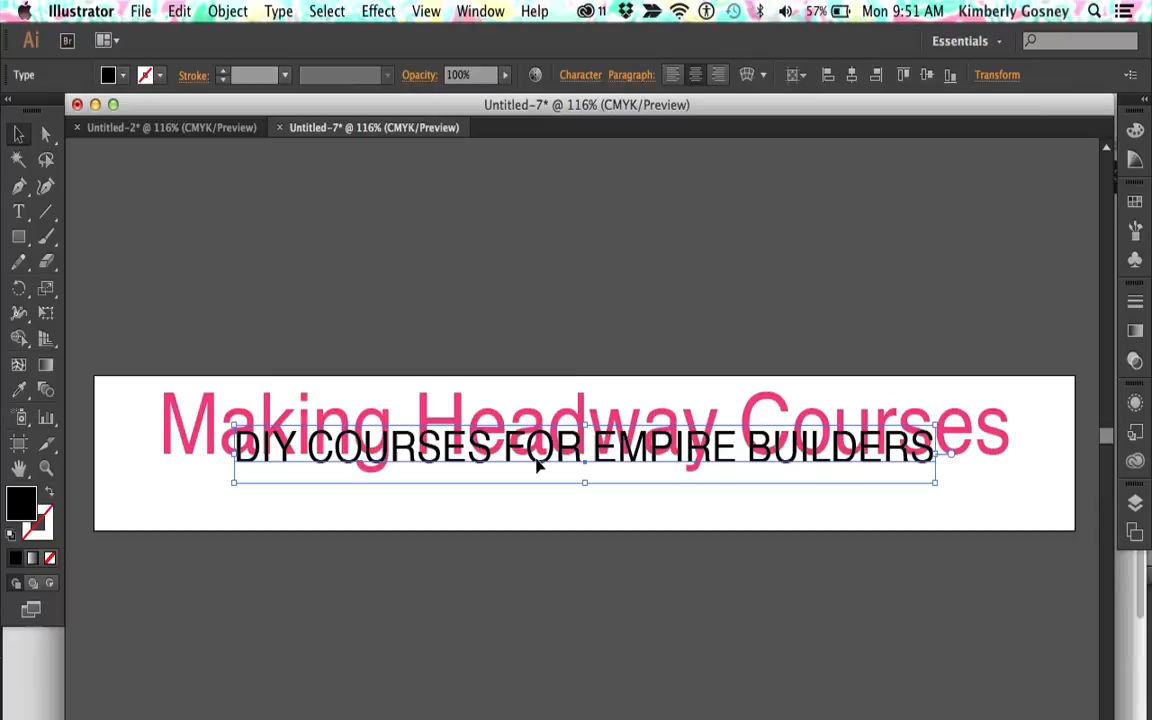 Illustrator File Edit Object Type Select Effect View Window Help 11 57% Mon 9:51 AM Kimberly Gosney
Ai Br Essentials
Type Stroke: Opacity: 100% Character Paragraph: Transform
Untitled-7* @ 116% (CMYK/Preview)
× Untitled-2* @ 116% (CMYK/Preview) × Untitled-7* @ 116% (CMYK/Preview)
Making Headway Courses
DIY COURSES FOR EMPIRE BUILDERS